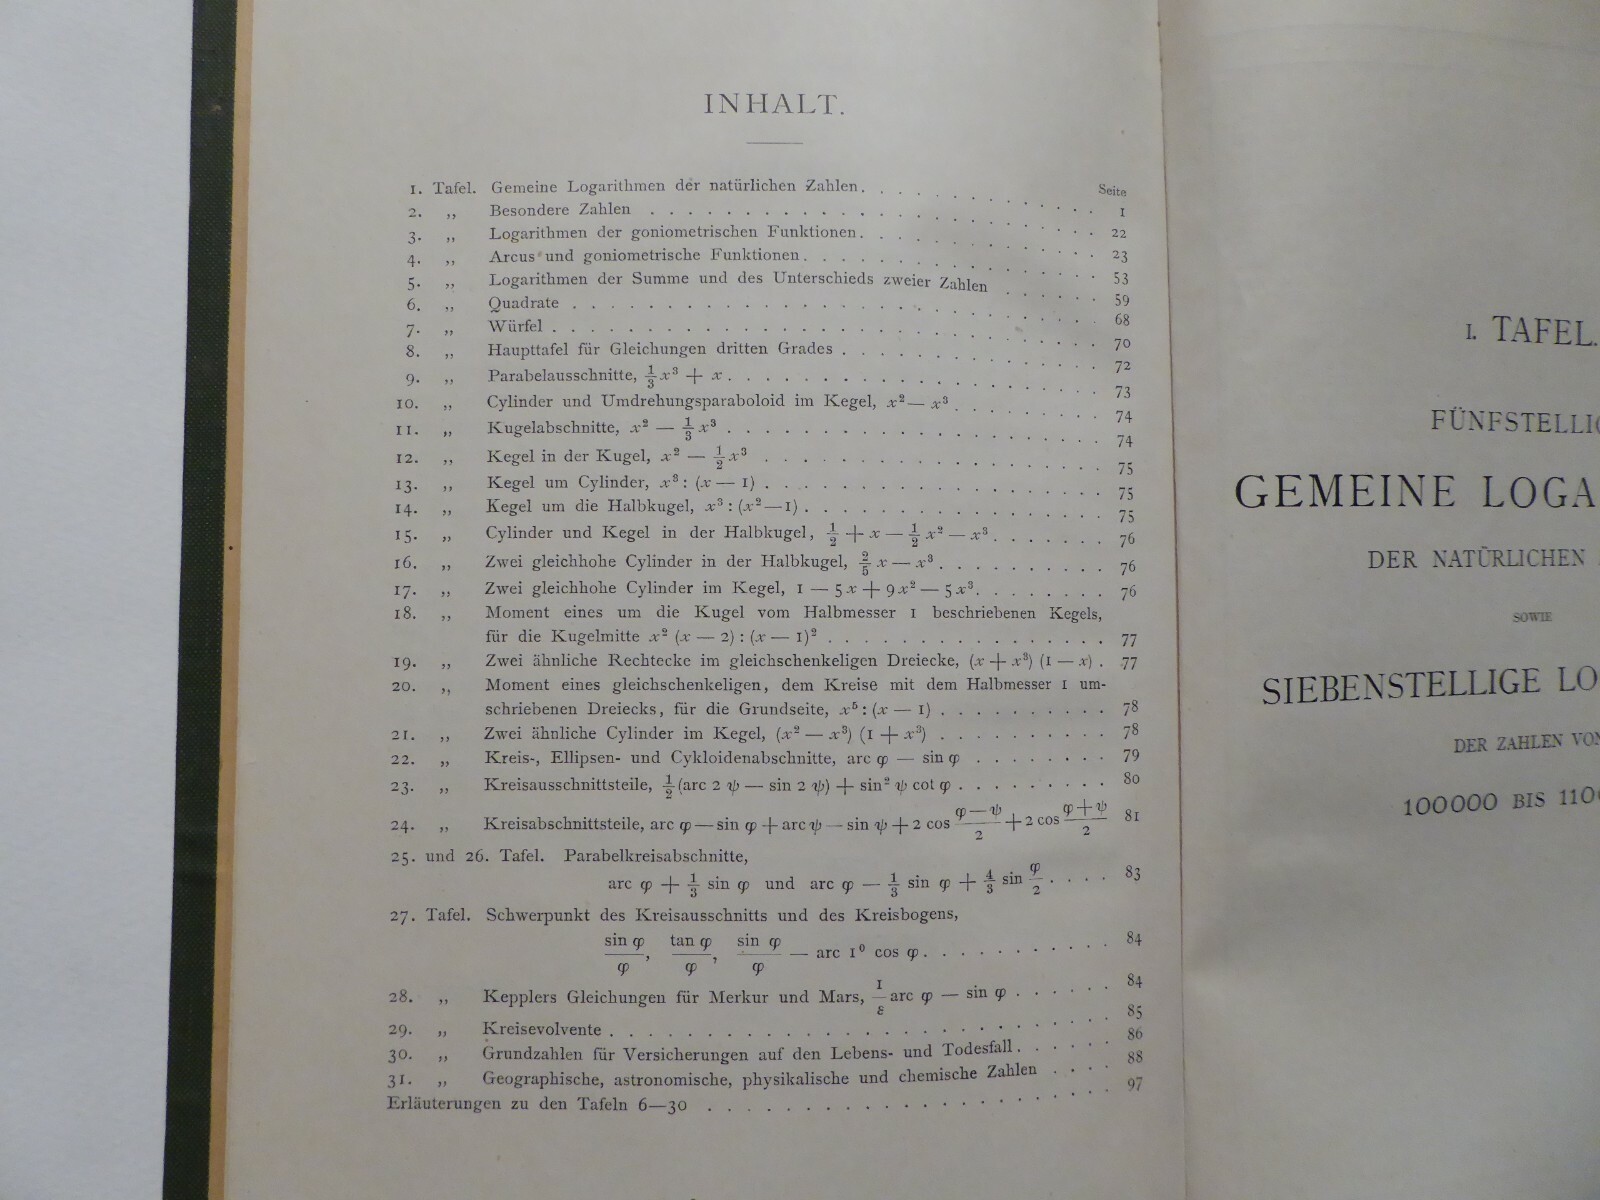 INHALT.
Seite
1. Tafel. Gemeine Logarithmen der natürlichen Zahlen. . . . 1
2. „ Besondere Zahlen . . . . 22
3. „ Logarithmen der goniometrischen Funktionen. . . . 23
4. „ Arcus und goniometrische Funktionen. . . . 53
5. „ Logarithmen der Summe und des Unterschieds zweier Zahlen . . . . 59
6. „ Quadrate . . . . 68
7. „ Würfel . . . . 70
8. „ Haupttafel für Gleichungen dritten Grades . . . . 72
9. „ Parabelausschnitte, 1/3 x³ + x . . . . 73
10. „ Cylinder und Umdrehungsparaboloid im Kegel, x² — x³ . . . . 74
11. „ Kugelabschnitte, x² — 1/3 x³ . . . . 74
12. „ Kegel in der Kugel, x² — 1/2 x³ . . . . 75
13. „ Kegel um Cylinder, x³ : (x — 1) . . . . 75
14. „ Kegel um die Halbkugel, x³ : (x² — 1) . . . . 75
15. „ Cylinder und Kegel in der Halbkugel, 1/2 + x — 1/2 x² — x³ . . . . 76
16. „ Zwei gleichhohe Cylinder in der Halbkugel, 2/5 x — x³ . . . . 76
17. „ Zwei gleichhohe Cylinder im Kegel, 1 — 5x + 9x² — 5x³ . . . . 76
18. „ Moment eines um die Kugel vom Halbmesser 1 beschriebenen Kegels,
für die Kugelmitte x² (x — 2) : (x — 1)² . . . . 77
19. „ Zwei ähnliche Rechtecke im gleichschenkeligen Dreiecke, (x + x³) (1 — x) . 77
20. „ Moment eines gleichschenkeligen, dem Kreise mit dem Halbmesser 1 um-
schriebenen Dreiecks, für die Grundseite, x⁵ : (x — 1) . . . . 78
21. „ Zwei ähnliche Cylinder im Kegel, (x² — x³) (1 + x³) . . . . 78
22. „ Kreis-, Ellipsen- und Cykloidenabschnitte, arc φ — sin φ . . . . 79
23. „ Kreisausschnittsteile, 1/2 (arc 2 ψ — sin 2 ψ) + sin² ψ cot φ . . . . 80
24. „ Kreisabschnittsteile, arc φ — sin φ + arc ψ — sin ψ + 2 cos (φ — ψ)/2 + 2 cos (φ + ψ)/2 81
25. und 26. Tafel. Parabelkreisabschnitte,
arc φ + 1/3 sin φ und arc φ — 1/3 sin φ + 4/3 sin φ/2 . . . . 83
27. Tafel. Schwerpunkt des Kreisausschnitts und des Kreisbogens,
sin φ/φ, tan φ/φ, sin φ/φ — arc 1⁰ cos φ. . . . 84
28. „ Kepplers Gleichungen für Merkur und Mars, 1/ε arc φ — sin φ . . . . 84
29. „ Kreisevolvente . . . . 85
30. „ Grundzahlen für Versicherungen auf den Lebens- und Todesfall. . . . 86
31. „ Geographische, astronomische, physikalische und chemische Zahlen . . . . 88
Erläuterungen zu den Tafeln 6—30 . . . . 97
1. TAFEL.
FÜNFSTELLI
GEMEINE LOGA
DER NATÜRLICHEN
SOWIE
SIEBENSTELLIGE LO
DER ZAHLEN VON
100000 BIS 110